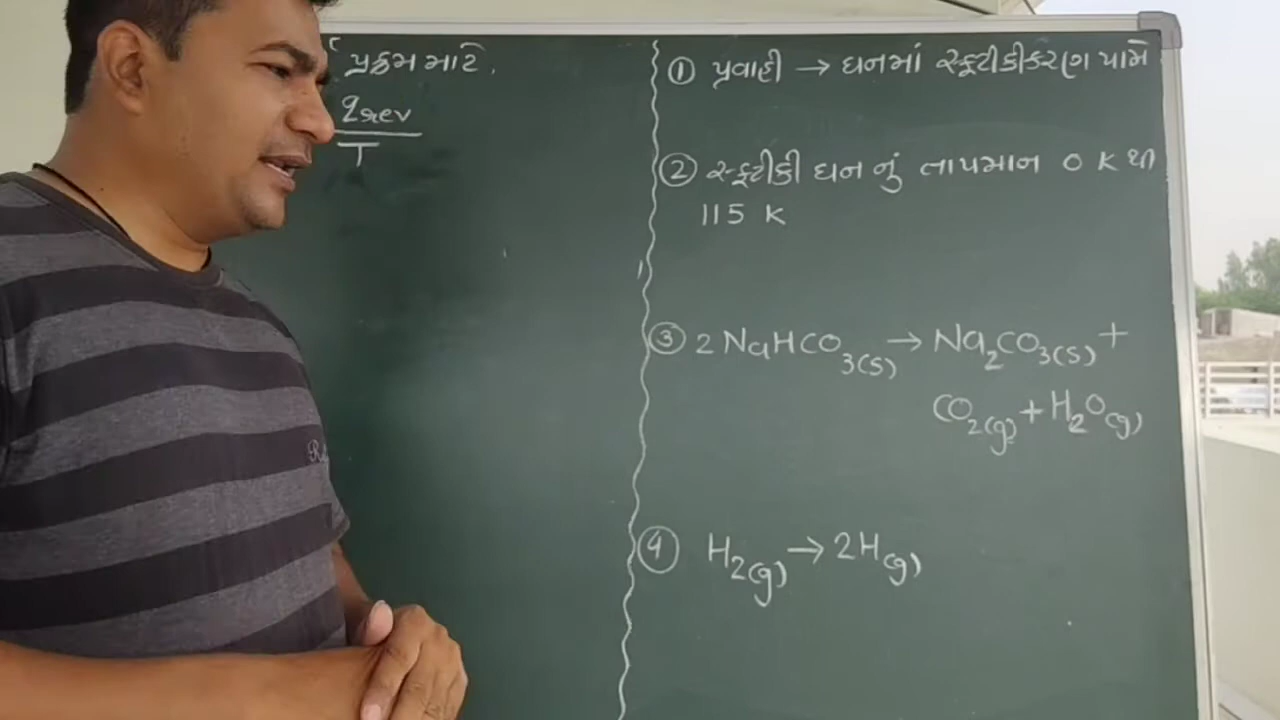 પ્રક્રમ માટે.
qrev
T
① પ્રવાહી → ઘનમાં સ્ફટીકીકરણ પામે
② સ્ફટીકી ઘન નું તાપમાન 0 K થી
115 K
③ 2 NaHCO3(s) → Na2CO3(s) +
CO2(g) + H2O(g)
④ H2(g) → 2H(g)